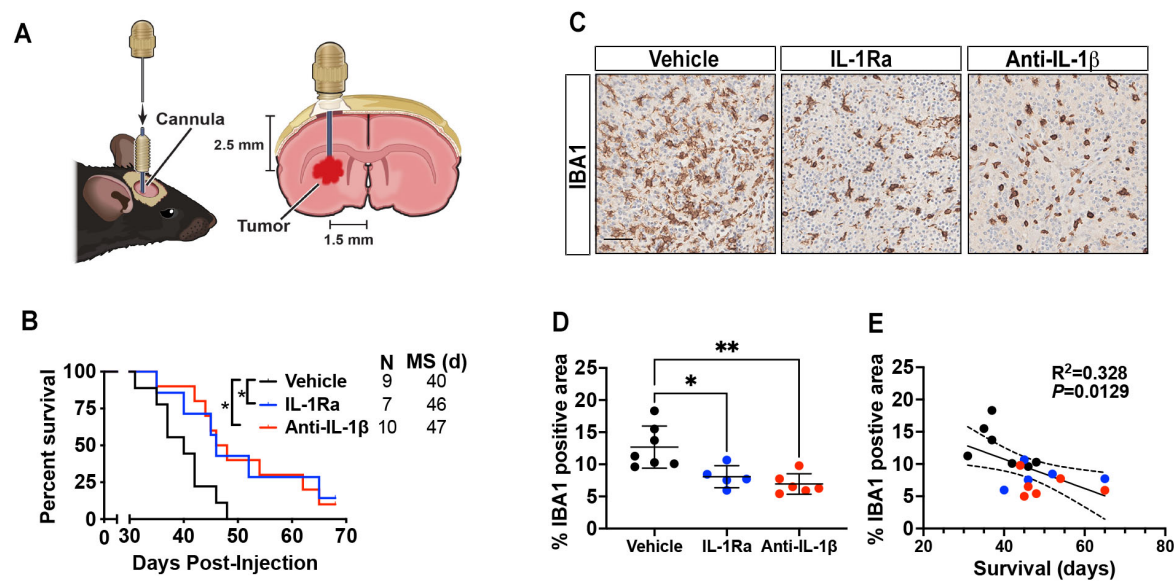 A
Cannula
2.5 mm
Tumor
1.5 mm
C
Vehicle
IL-1Ra
Anti-IL-1β
IBA1
B
N MS (d)
Vehicle 9 40
IL-1Ra 7 46
Anti-IL-1β 10 47
*
*
Percent survival
100
75
50
25
0
0 30 40 50 60 70
Days Post-Injection
D
**
*
% IBA1 positive area
25
20
15
10
5
0
Vehicle IL-1Ra Anti-IL-1β
E
R²=0.328
P=0.0129
% IBA1 postive area
25
20
15
10
5
0
20 40 60 80
Survival (days)